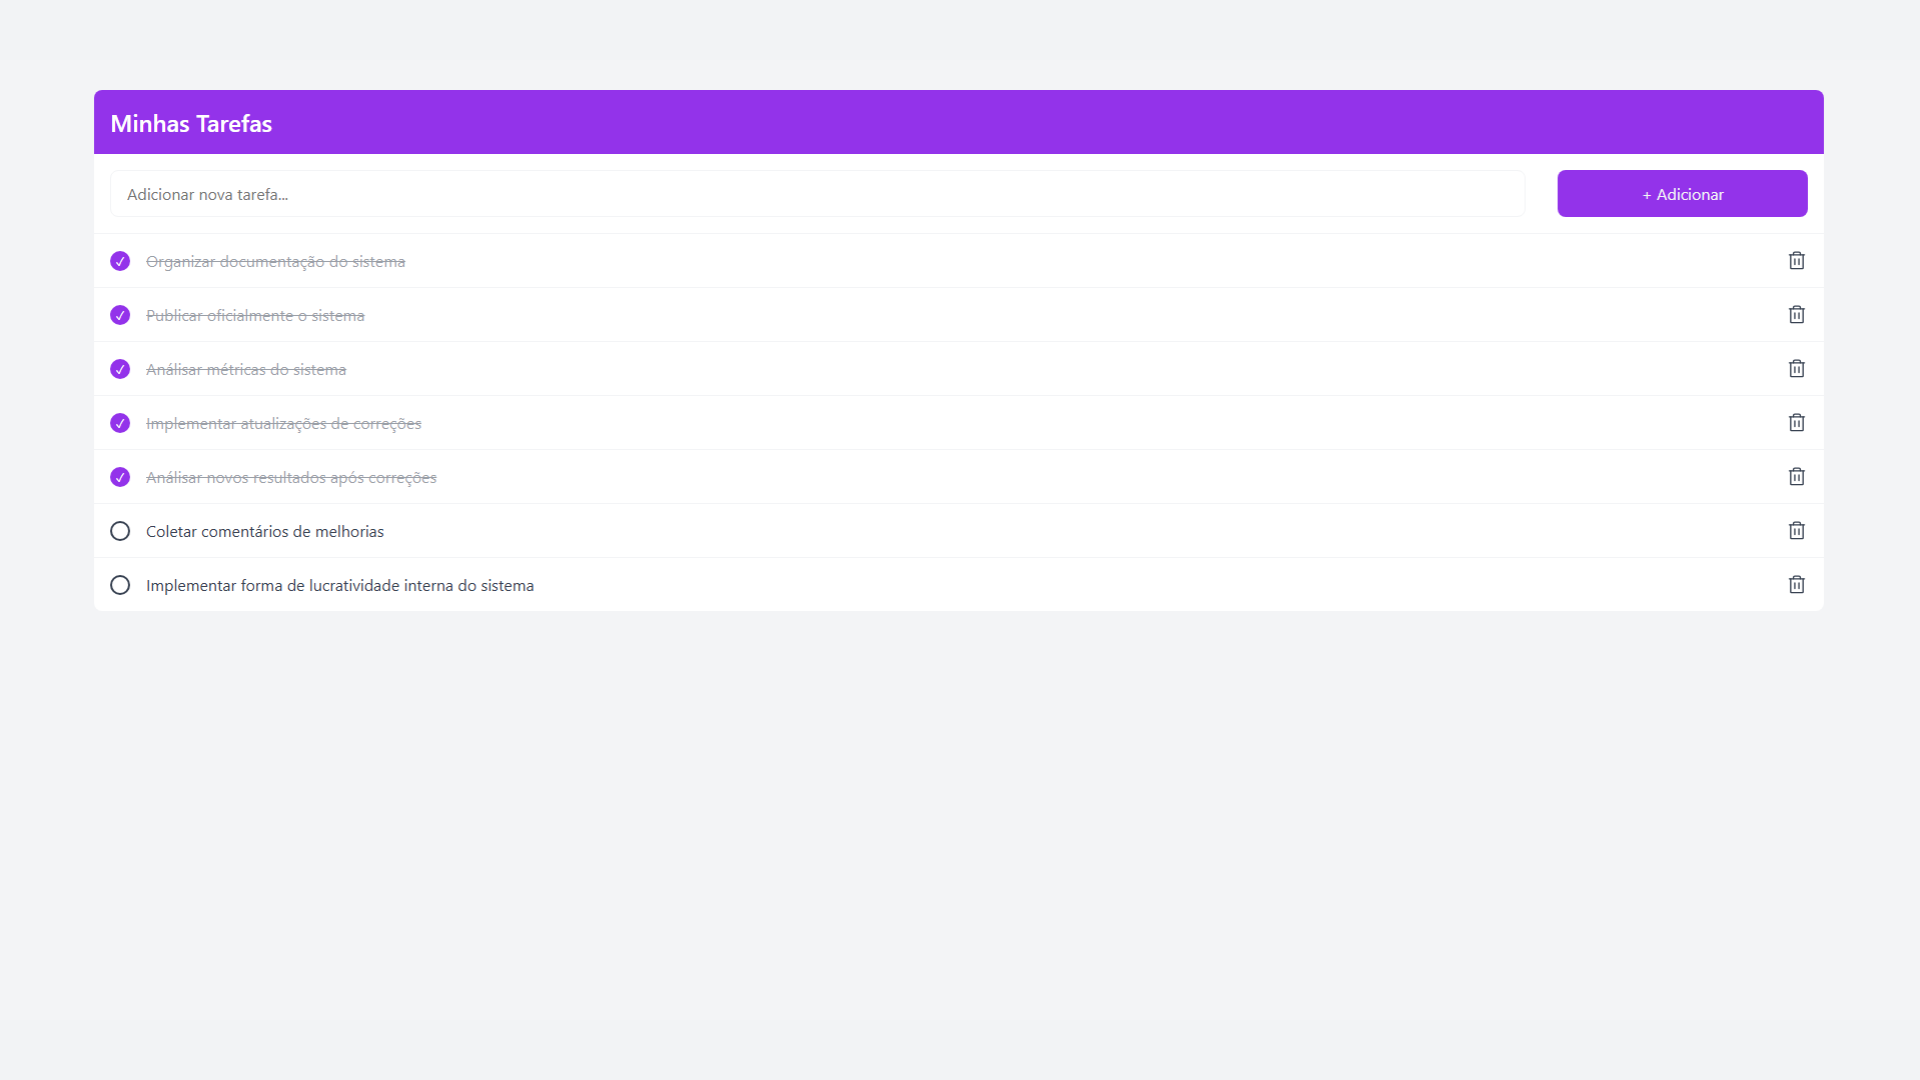 Minhas Tarefas
Adicionar nova tarefa...
+ Adicionar
Organizar documentação do sistema
Publicar oficialmente o sistema
Análisar métricas do sistema
Implementar atualizações de correções
Análisar novos resultados após correções
Coletar comentários de melhorias
Implementar forma de lucratividade interna do sistema